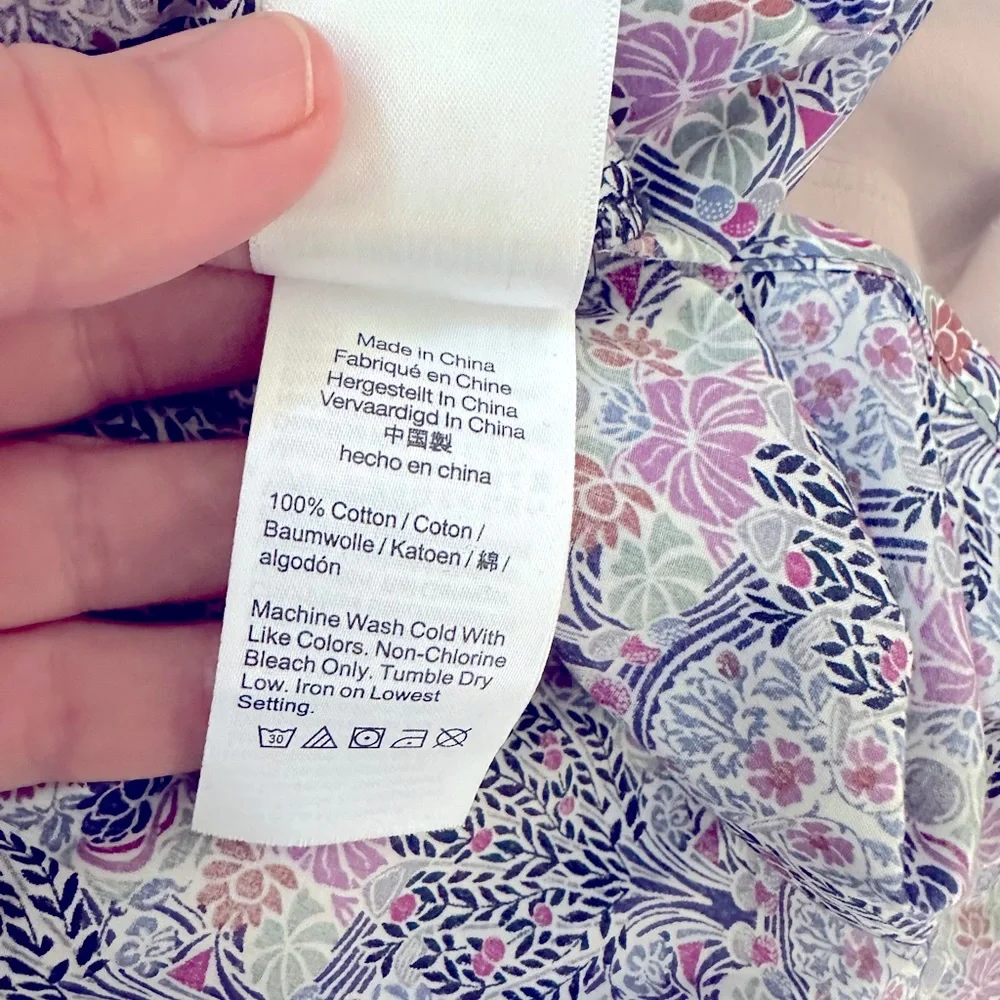 Made in China
Fabriqué en Chine
Hergestellt In China
Vervaardigd In China
中国製
hecho en china
100% Cotton / Coton /
Baumwolle / Katoen / 綿 /
algodón
Machine Wash Cold With
Like Colors. Non-Chlorine
Bleach Only. Tumble Dry
Low. Iron on Lowest
Setting.
30